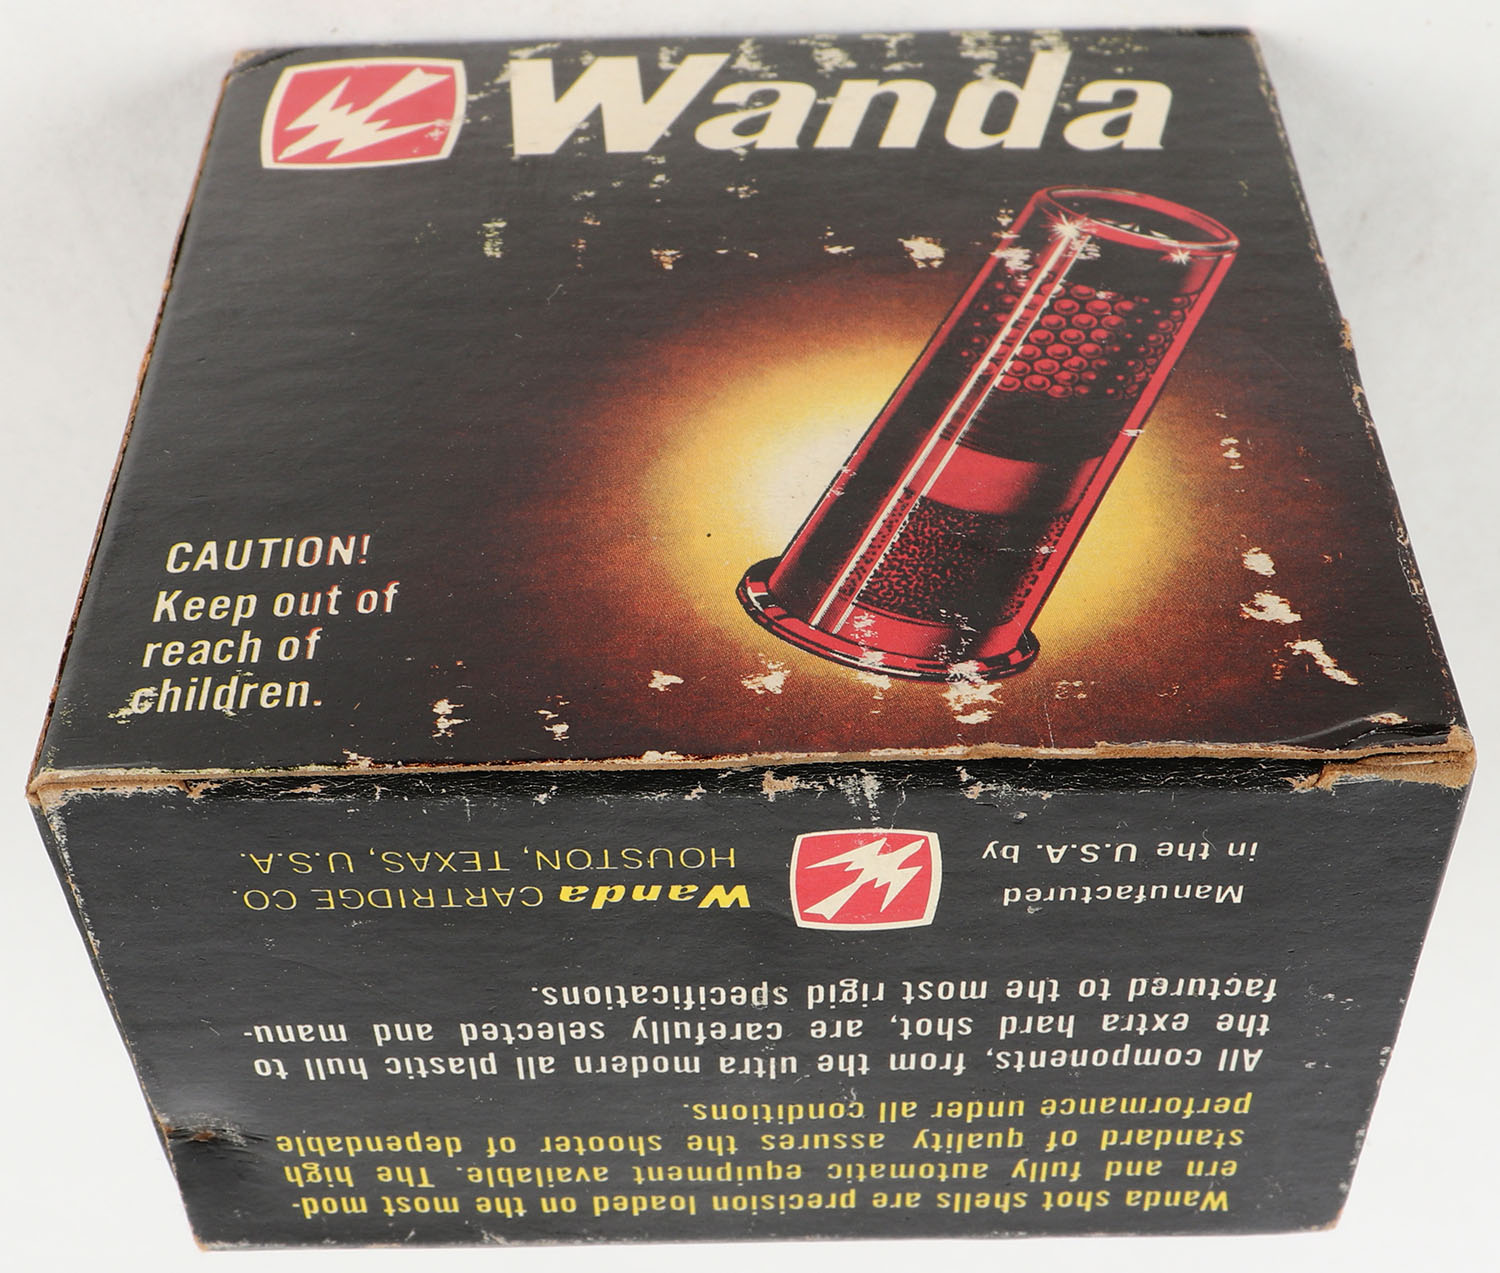 Wanda
CAUTION!
Keep out of
reach of
children.
Wanda shot shells are precision loaded on the most mod-
ern and fully automatic equipment available. The high
standard of quality assures the shooter of dependable
performance under all conditions.
All components, from the ultra modern all plastic hull to
the extra hard shot, are carefully selected and manu-
factured to the most rigid specifications.
Manufactured
in the U.S.A. by
Wanda CARTRIDGE CO.
HOUSTON, TEXAS, U.S.A.